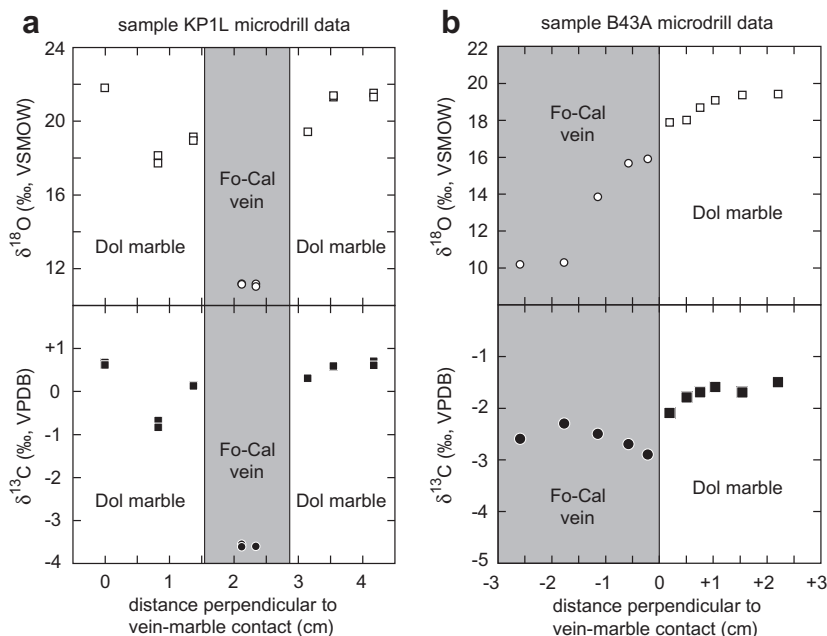 a
sample KP1L microdrill data
24
20
16
12
δ¹⁸O (‰, VSMOW)
Dol marble
Fo-Cal
vein
Dol marble
+1
0
-1
-2
-3
-4
δ¹³C (‰, VPDB)
Dol marble
Fo-Cal
vein
Dol marble
0 1 2 3 4
distance perpendicular to
vein-marble contact (cm)
b
sample B43A microdrill data
22
20
18
16
14
12
10
δ¹⁸O (‰, VSMOW)
Fo-Cal
vein
Dol marble
-1
-2
-3
-4
-5
δ¹³C (‰, VPDB)
Fo-Cal
vein
Dol marble
-3 -2 -1 0 +1 +2 +3
distance perpendicular to
vein-marble contact (cm)